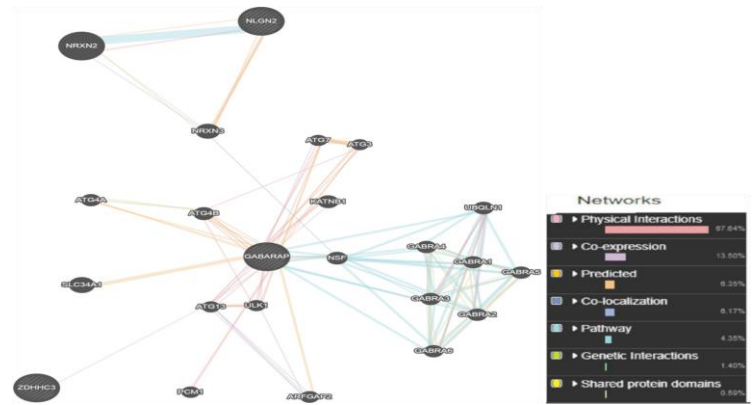 NLGN2
NRXN2
NRXN3
ATG7
ATG3
ATG4A
KATNB1
ATG4B
UBQLN1
GABARAP
NSF
GABRA4
GABRA1
GABRA5
SLC34A1
GABRA3
ATG13
ULK1
GABRA2
GABRA6
ZDHHC3
PCM1
ARFGAP2
Networks
Physical Interactions
67.64%
Co-expression
13.50%
Predicted
6.35%
Co-localization
6.17%
Pathway
4.35%
Genetic Interactions
1.40%
Shared protein domains
0.59%